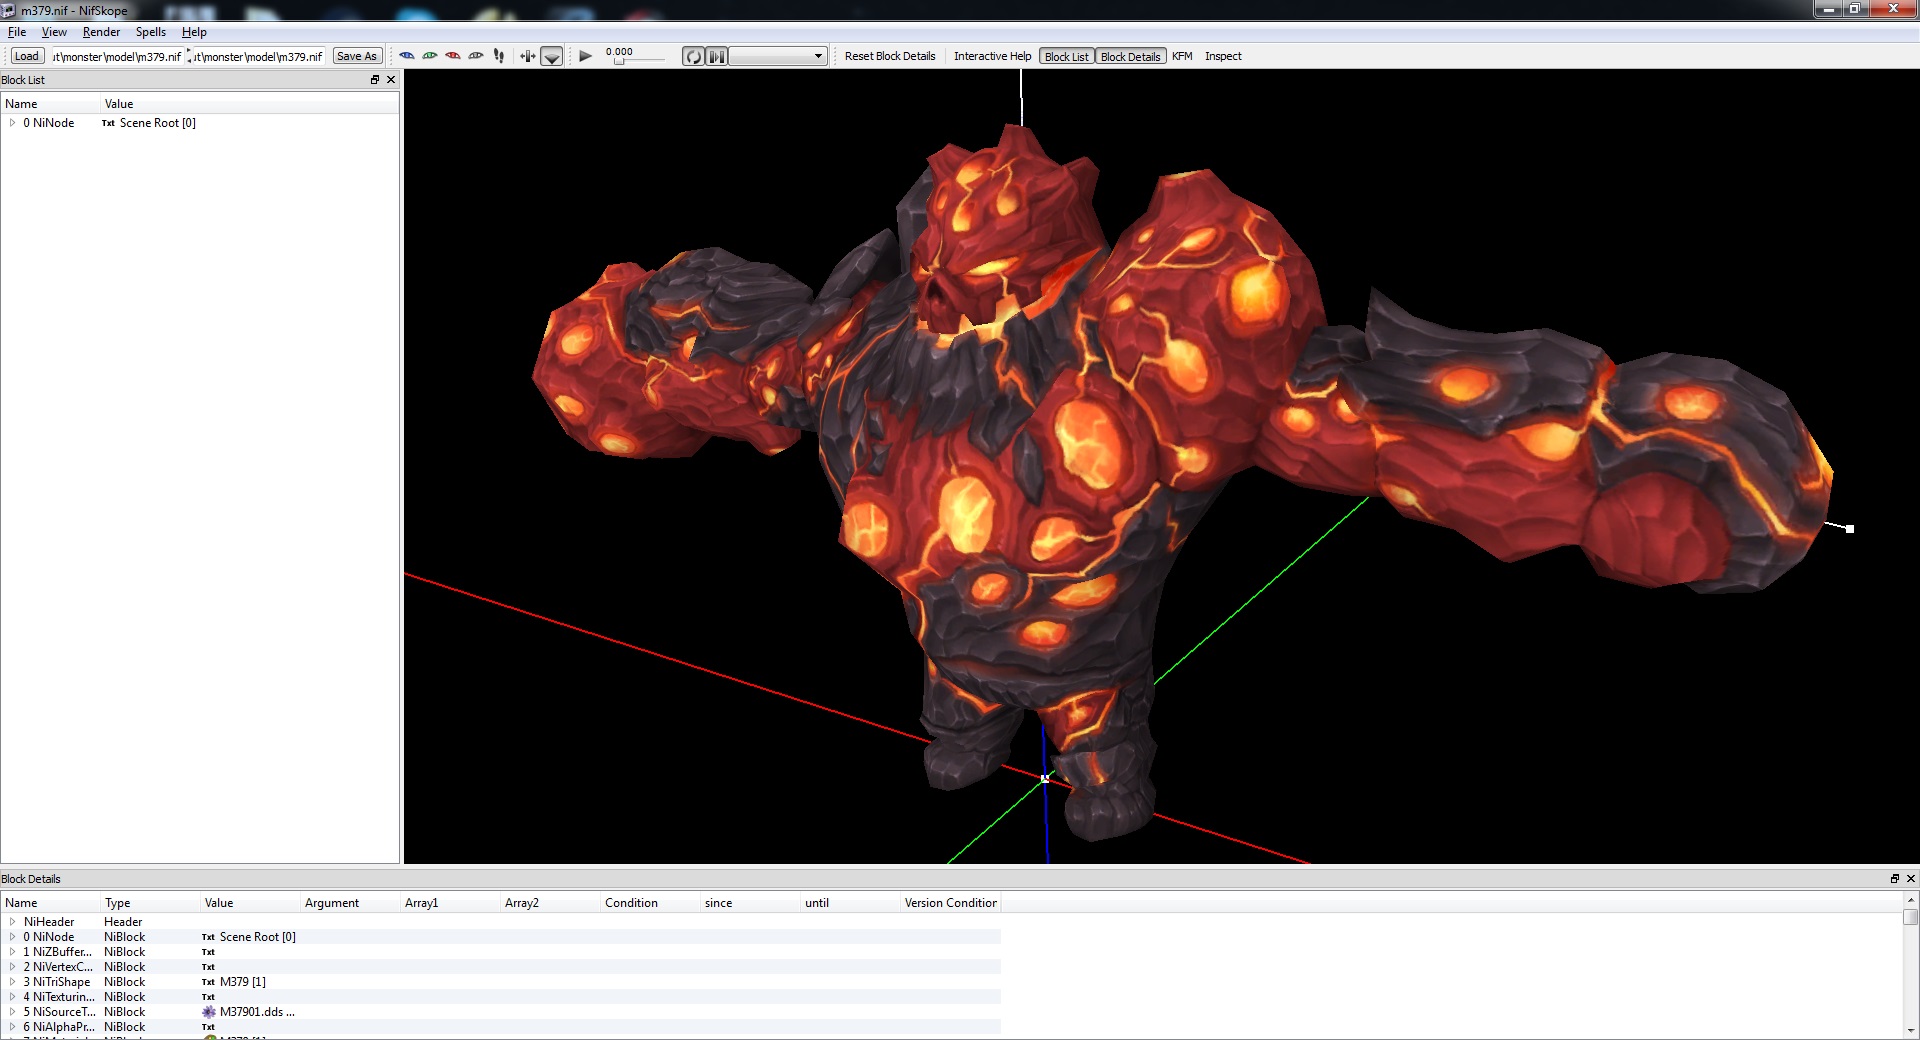 m379.nif - NifSkope
File View Render Spells Help
Load ut\monster\model\m379.nif ut\monster\model\m379.nif Save As 0.000 Reset Block Details Interactive Help Block List Block Details KFM Inspect
Block List
Name Value
0 NiNode Txt Scene Root [0]
Block Details
Name Type Value Argument Array1 Array2 Condition since until Version Condition
NiHeader Header
0 NiNode NiBlock Txt Scene Root [0]
1 NiZBuffer... NiBlock Txt
2 NiVertexC... NiBlock Txt
3 NiTriShape NiBlock Txt M379 [1]
4 NiTexturin... NiBlock Txt
5 NiSourceT... NiBlock M37901.dds ...
6 NiAlphaPr... NiBlock Txt